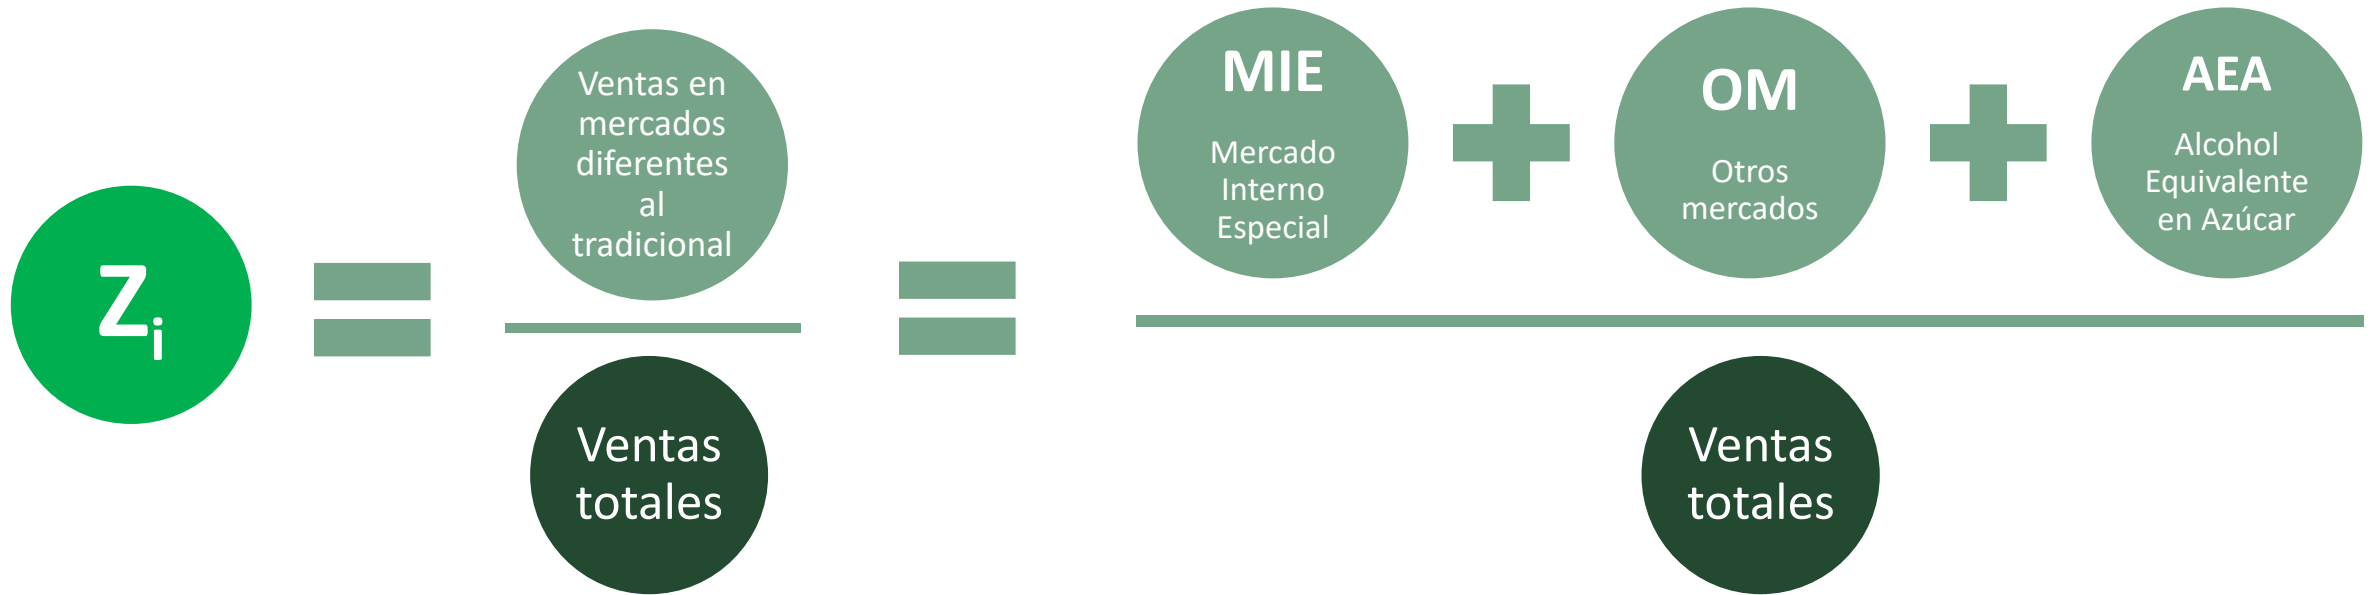 Z
i
Ventas en
mercados
diferentes
al
tradicional
Ventas
totales
MIE
Mercado
Interno
Especial
OM
Otros
mercados
AEA
Alcohol
Equivalente
en Azúcar
Ventas
totales